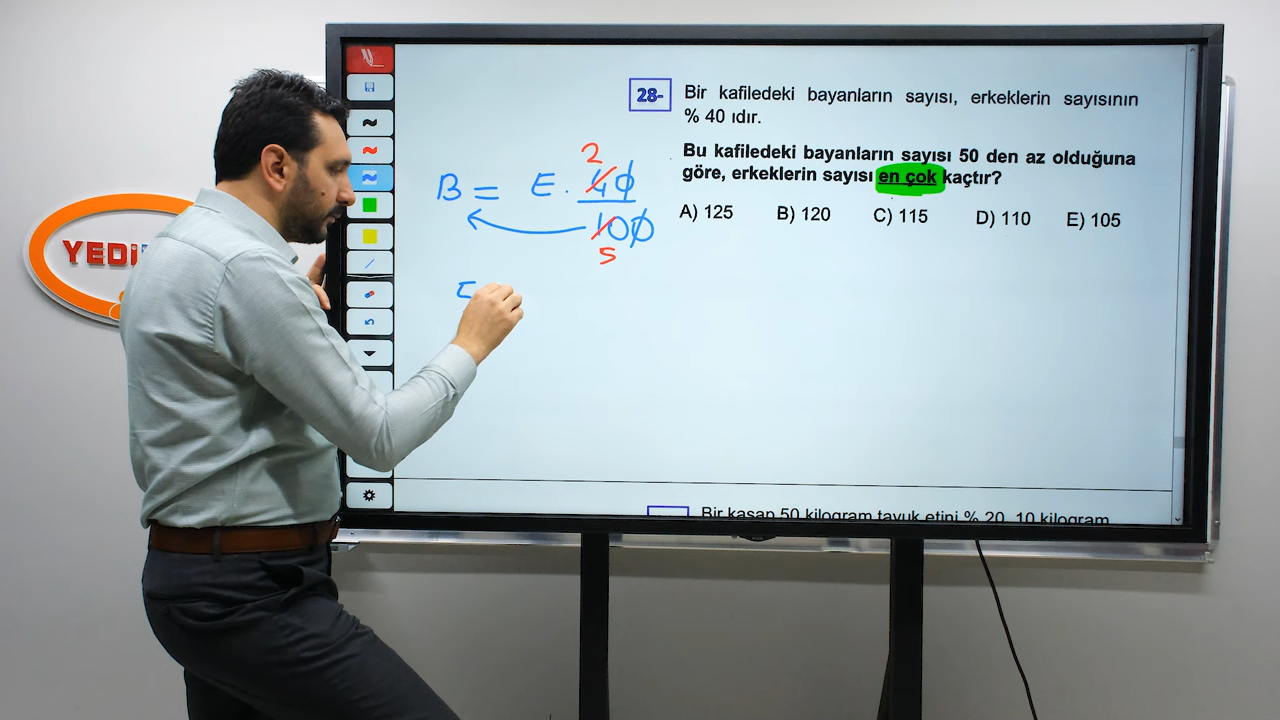 28- Bir kafiledeki bayanların sayısı, erkeklerin sayısının
% 40 ıdır.
Bu kafiledeki bayanların sayısı 50 den az olduğuna
göre, erkeklerin sayısı en çok kaçtır?
A) 125 B) 120 C) 115 D) 110 E) 105
2
B = E . 40
100
5
YEDİ
Bir kasap 50 kilogram tavuk etini % 20, 10 kilogram